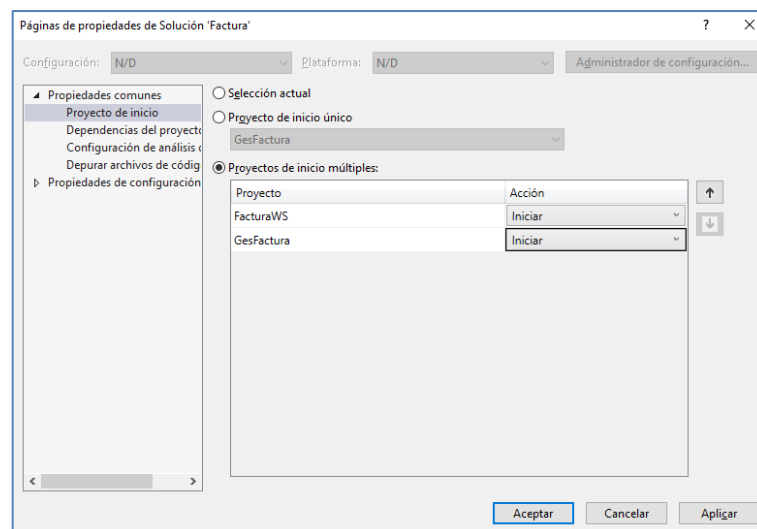 Páginas de propiedades de Solución 'Factura'
Configuración: N/D Plataforma: N/D Administrador de configuración...
Propiedades comunes
Proyecto de inicio
Dependencias del proyecto
Configuración de análisis
Depurar archivos de códig
Propiedades de configuración
Selección actual
Proyecto de inicio único
GesFactura
Proyectos de inicio múltiples:
Proyecto Acción
FacturaWS Iniciar
GesFactura Iniciar
Aceptar Cancelar Aplicar